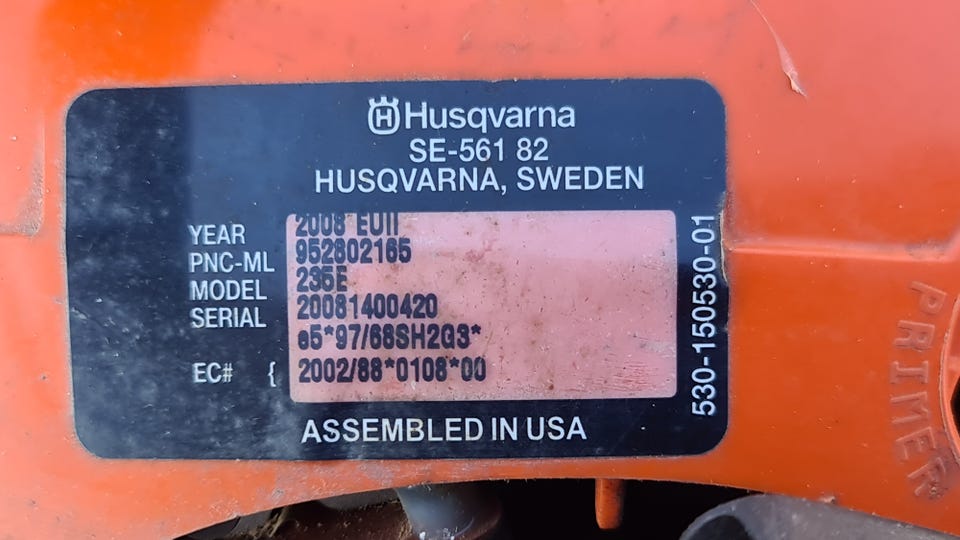 Husqvarna
SE-561 82
HUSQVARNA, SWEDEN
YEAR 2008 EUII
PNC-ML 952802165
MODEL 235E
SERIAL 20081400420
e5*97/68SH2G3*
EC# { 2002/88*0108*00
ASSEMBLED IN USA
530-150530-01
PRIMER